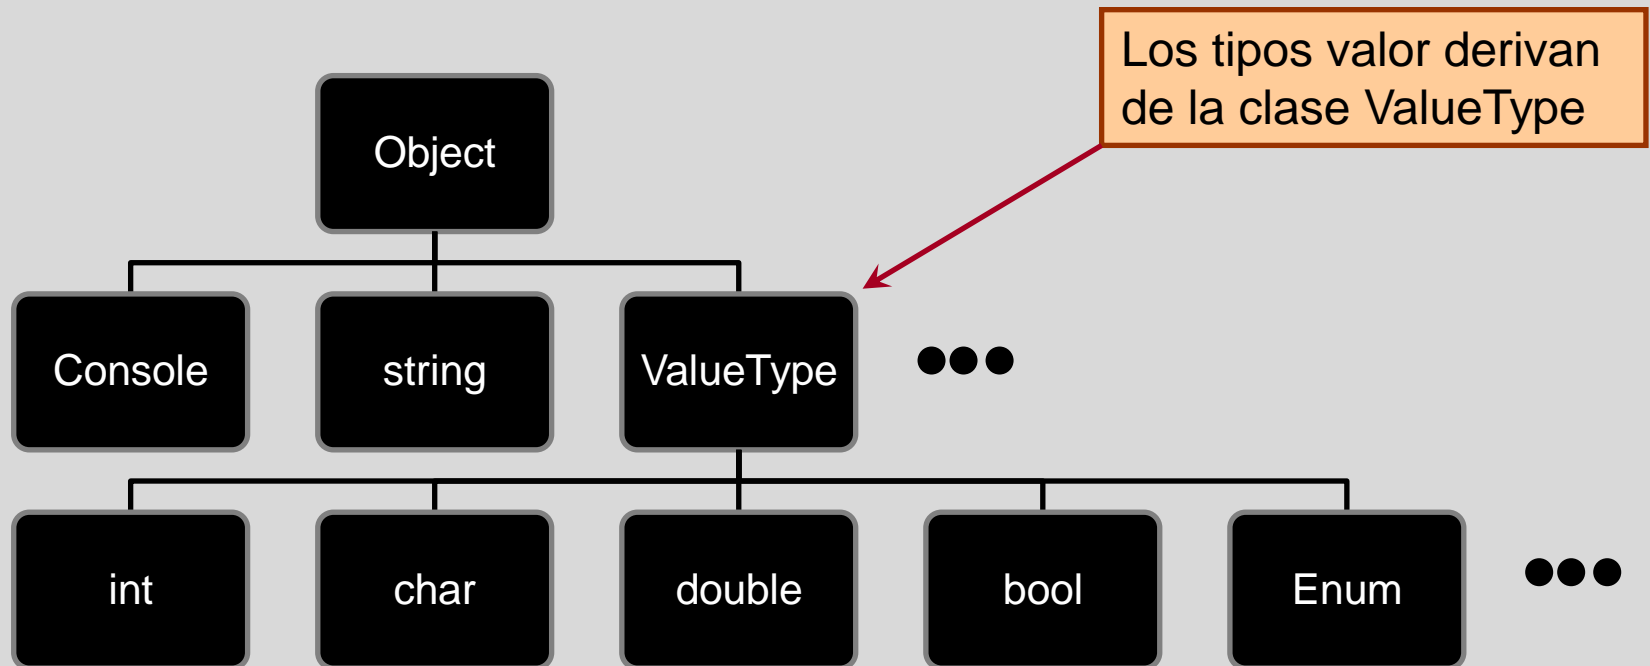 Los tipos valor derivan
de la clase ValueType
Object
Console
string
ValueType
int
char
double
bool
Enum